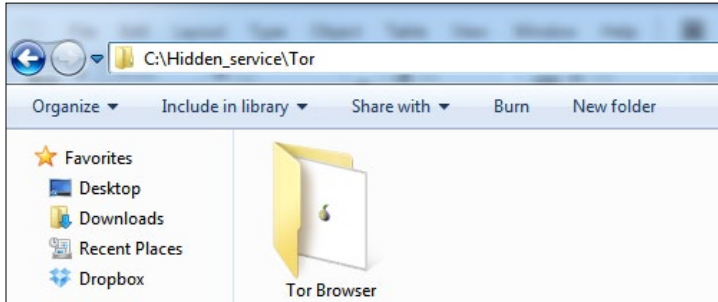 C:\Hidden_service\Tor
Organize Include in library Share with Burn New folder
Favorites
Desktop
Downloads
Recent Places
Dropbox
Tor Browser